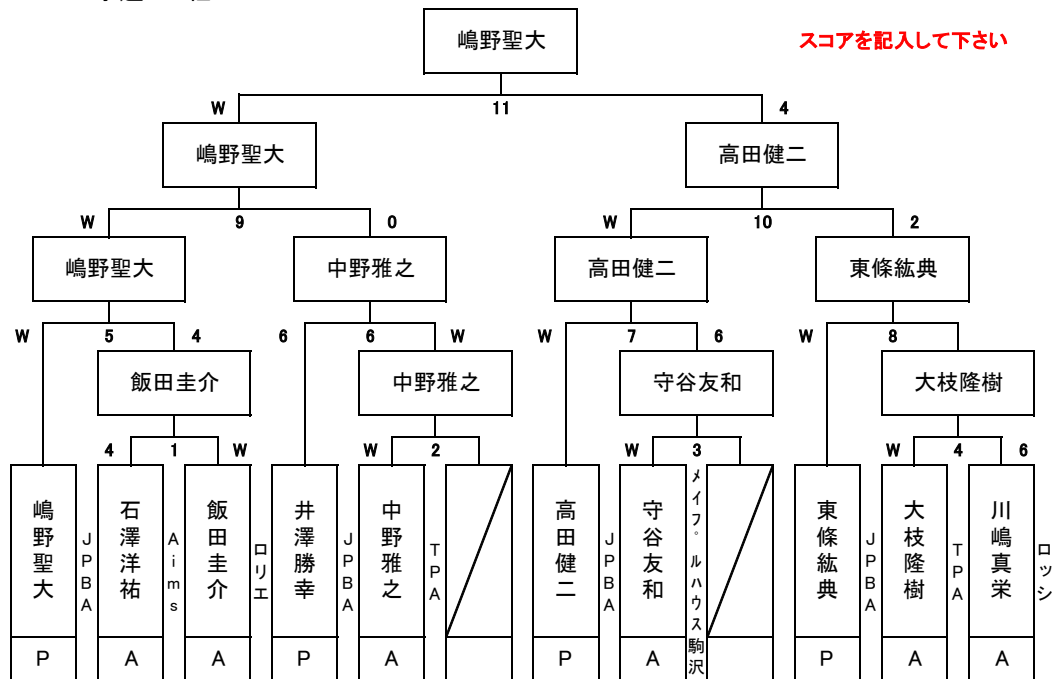 嶋野聖大
スコアを記入して下さい
W 11 4
嶋野聖大 高田健二
W 9 0 W 10 2
嶋野聖大 中野雅之 高田健二 東條紘典
W 5 4 6 6 W W 7 6 W 8
飯田圭介 中野雅之 守谷友和 大枝隆樹
4 1 W W 2 W 3 W 4 6
嶋野聖大
JPBA
石澤洋祐
Aims
飯田圭介
ロリエ
井澤勝幸
JPBA
中野雅之
TPA
高田健二
JPBA
守谷友和
メイプルハウス駒沢
東條紘典
JPBA
大枝隆樹
TPA
川嶋真栄
ロッシ
P A A P A P A P A A